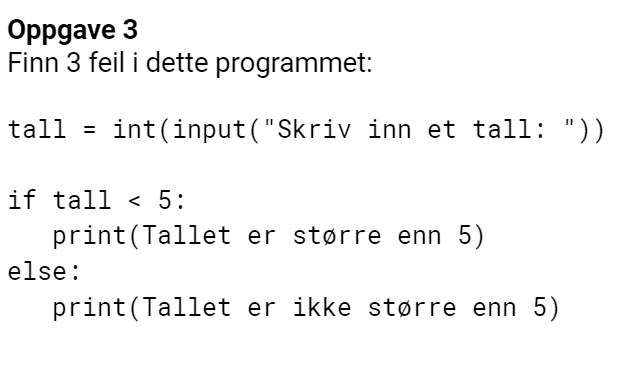 Oppgave 3
Finn 3 feil i dette programmet:
tall = int(input("Skriv inn et tall: "))
if tall < 5:
   print(Tallet er større enn 5)
else:
   print(Tallet er ikke større enn 5)